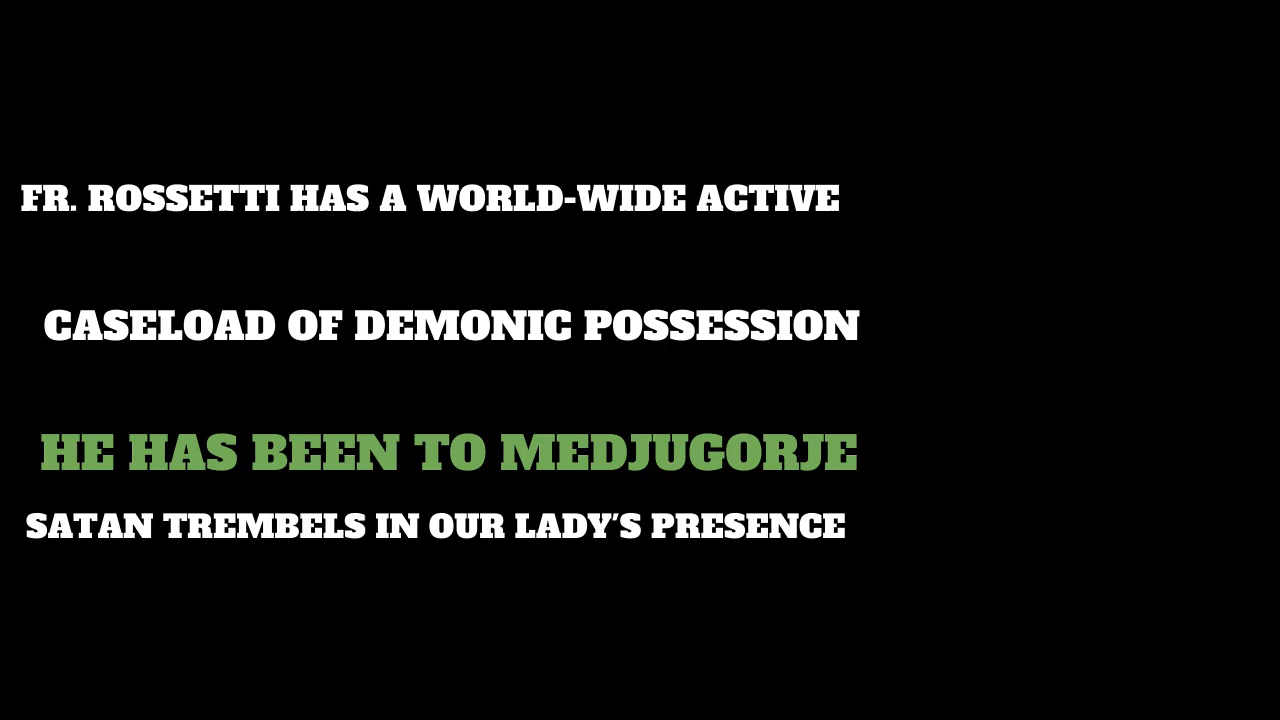 FR. ROSSETTI HAS A WORLD-WIDE ACTIVE
CASELOAD OF DEMONIC POSSESSION
HE HAS BEEN TO MEDJUGORJE
SATAN TREMBELS IN OUR LADY'S PRESENCE